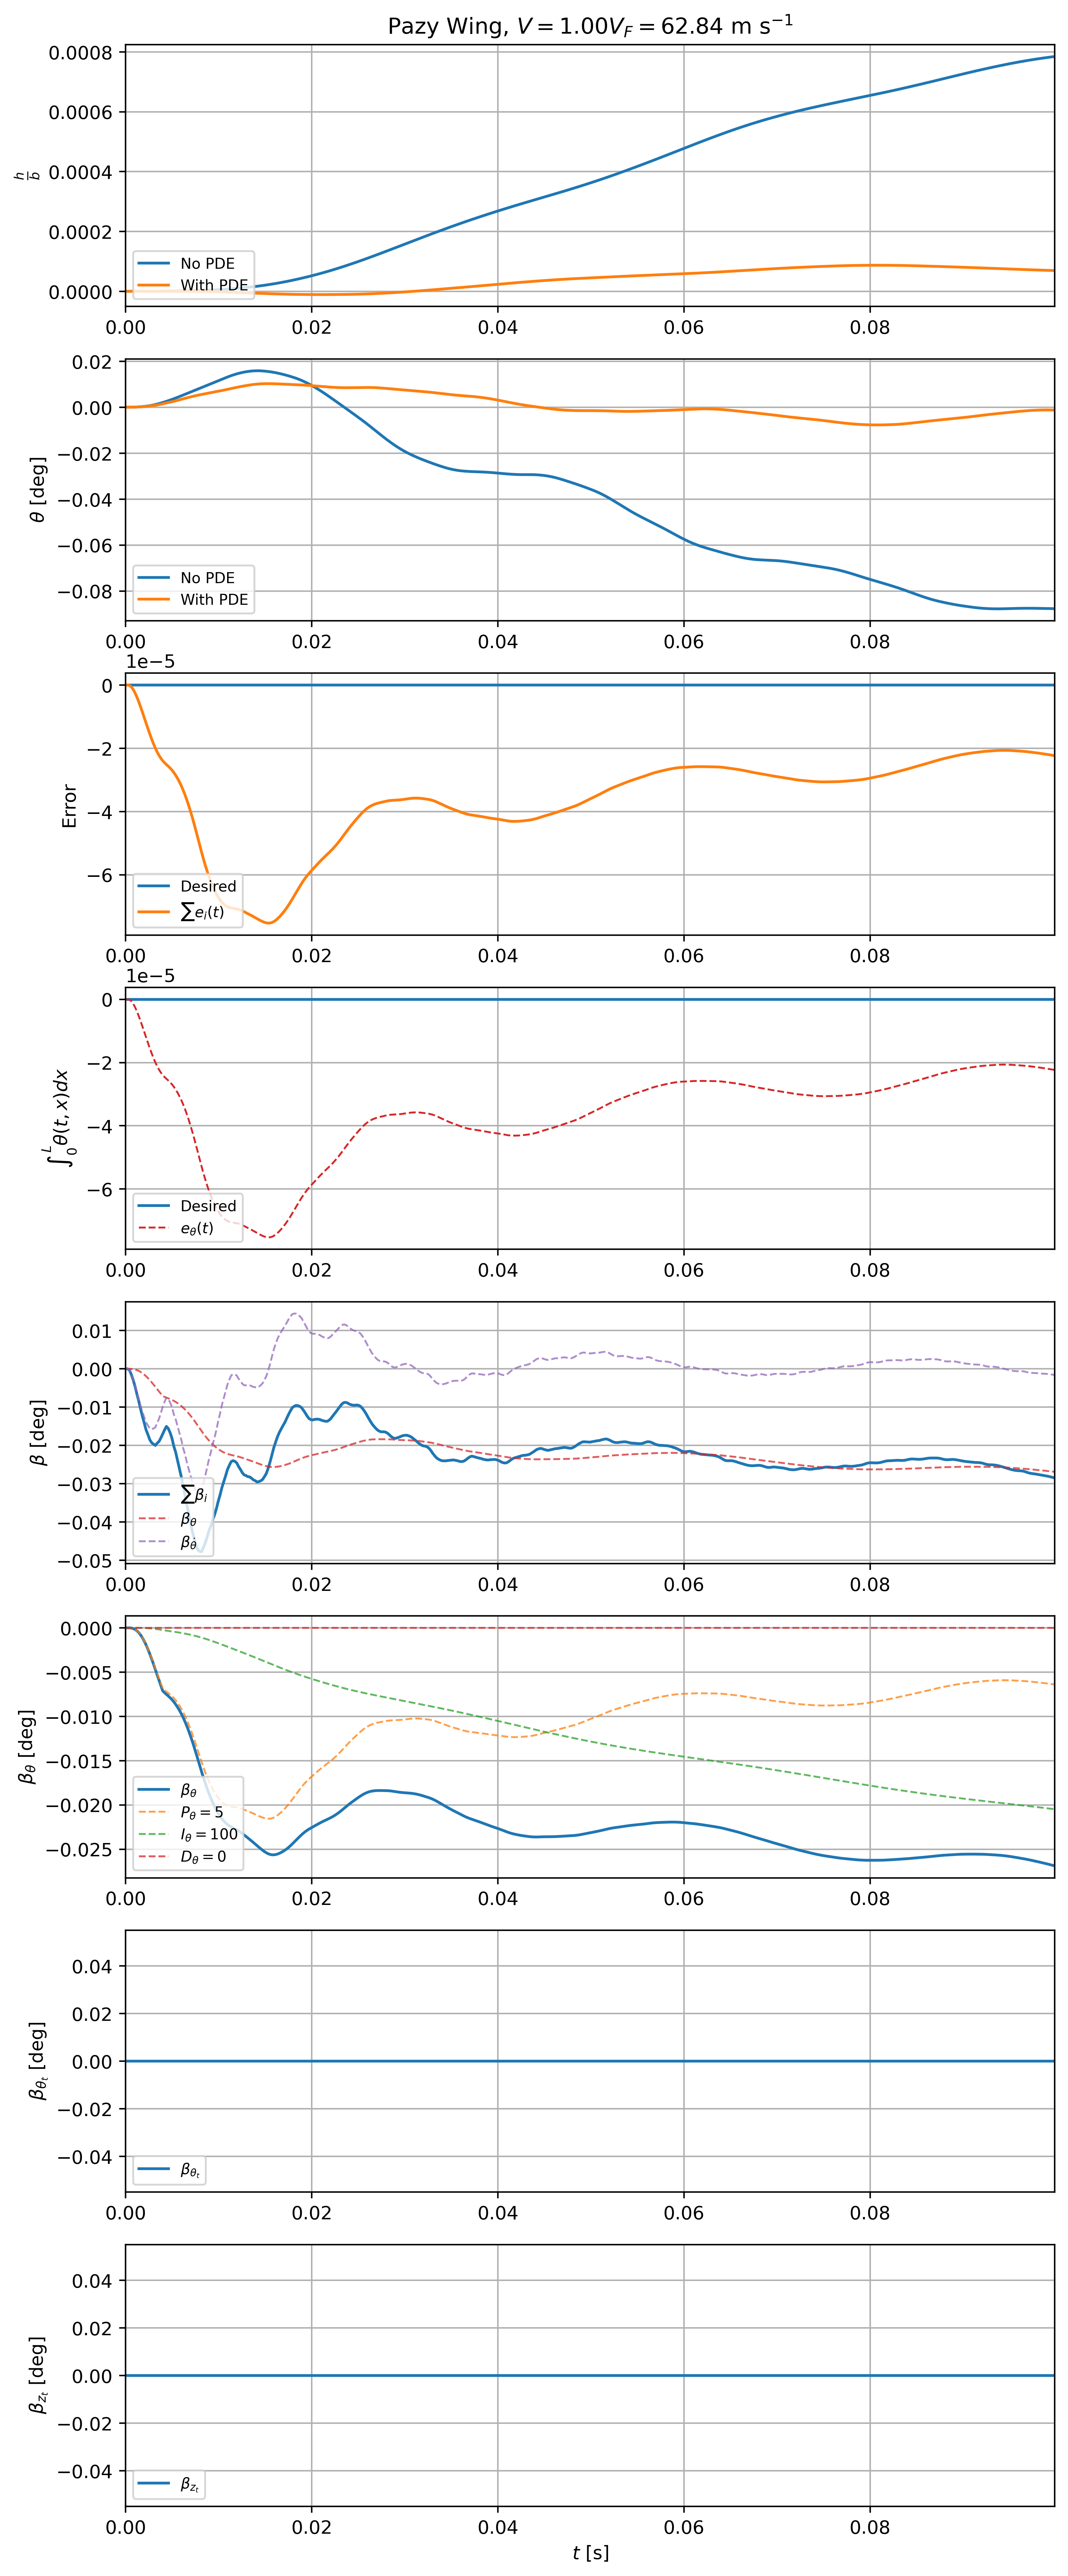 Pazy Wing, V = 1.00V_F = 62.84 m s⁻¹
h/b
0.0008
0.0006
0.0004
0.0002
0.0000
No PDE
With PDE
0.00 0.02 0.04 0.06 0.08
θ [deg]
0.02
0.00
−0.02
−0.04
−0.06
−0.08
No PDE
With PDE
0.00 0.02 0.04 0.06 0.08
1e−5
Error
0
−2
−4
−6
Desired
∑e_i(t)
0.00 0.02 0.04 0.06 0.08
1e−5
∫₀ᴸθ(t, x)dx
0
−2
−4
−6
Desired
e_θ(t)
0.00 0.02 0.04 0.06 0.08
β [deg]
0.01
0.00
−0.01
−0.02
−0.03
−0.04
−0.05
∑β_i
β_θ
β_θ̇
0.00 0.02 0.04 0.06 0.08
β_θ [deg]
0.000
−0.005
−0.010
−0.015
−0.020
−0.025
β_θ
P_θ = 5
I_θ = 100
D_θ = 0
0.00 0.02 0.04 0.06 0.08
β_θ_t [deg]
0.04
0.02
0.00
−0.02
−0.04
β_θ_t
0.00 0.02 0.04 0.06 0.08
β_z_t [deg]
0.04
0.02
0.00
−0.02
−0.04
β_z_t
0.00 0.02 0.04 0.06 0.08
t [s]